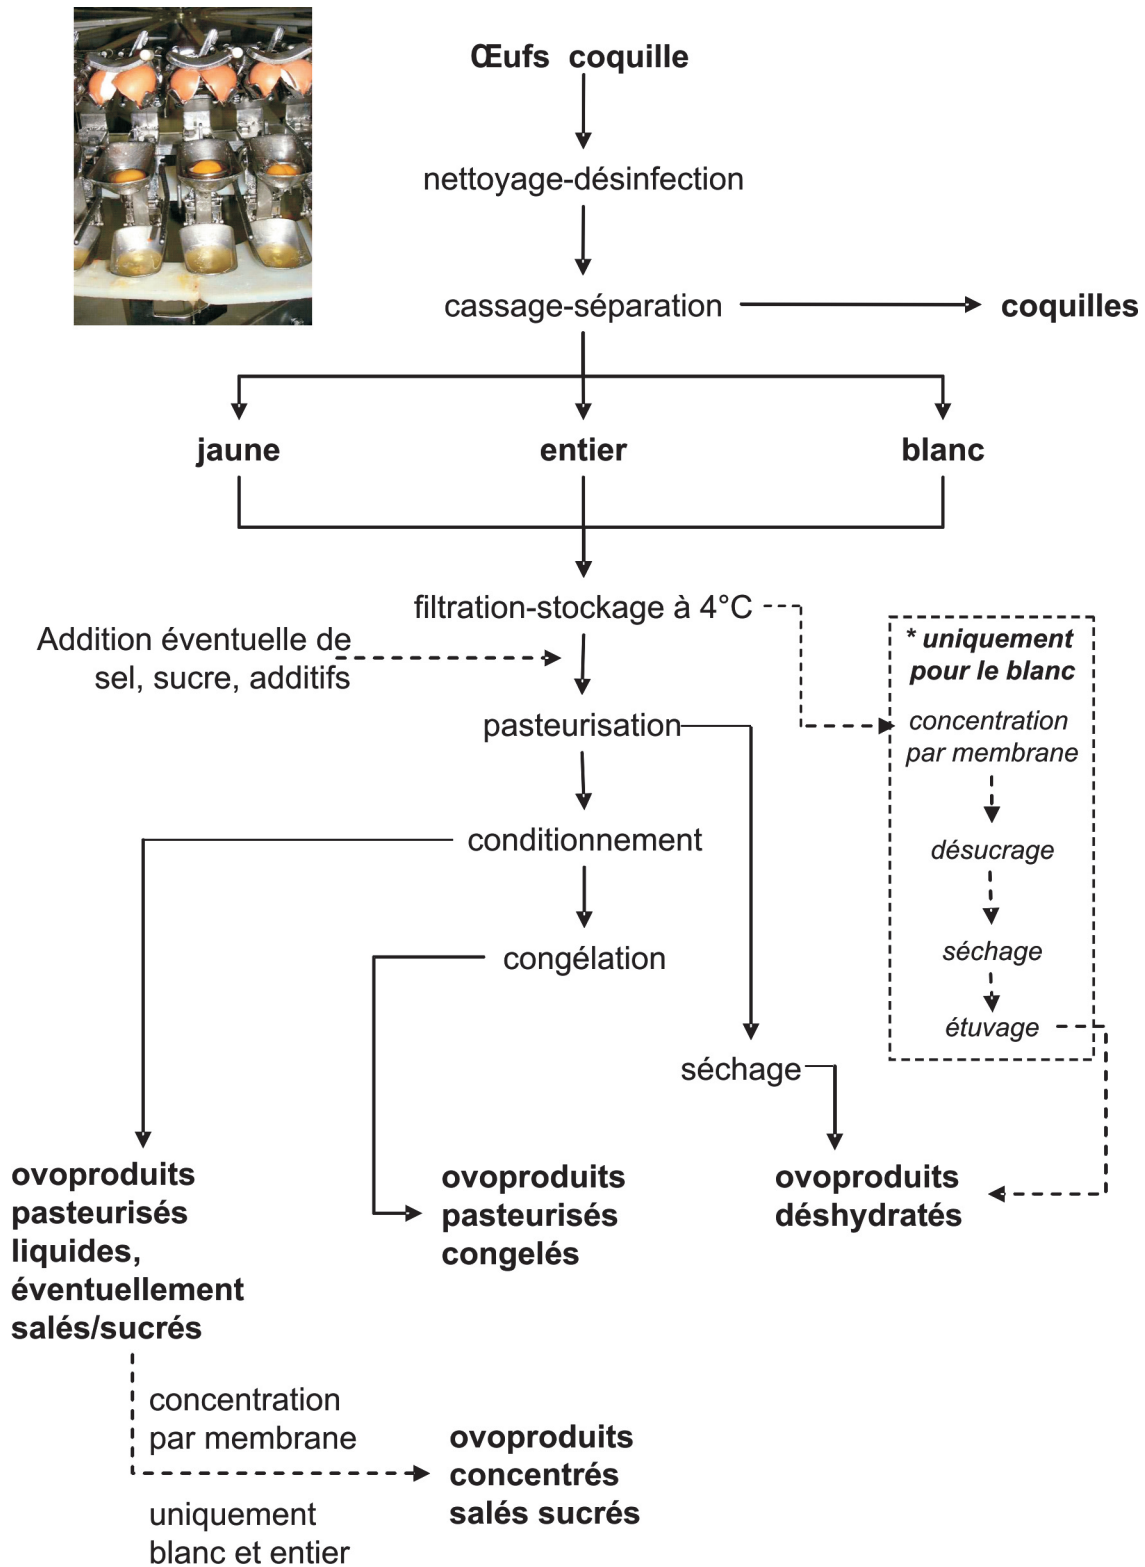 Œufs coquille
nettoyage-désinfection
cassage-séparation
coquilles
jaune
entier
blanc
filtration-stockage à 4°C
Addition éventuelle de
sel, sucre, additifs
* uniquement
pour le blanc
concentration
par membrane
désucrage
séchage
étuvage
pasteurisation
conditionnement
congélation
séchage
ovoproduits
pasteurisés
liquides,
éventuellement
salés/sucrés
ovoproduits
pasteurisés
congelés
ovoproduits
déshydratés
concentration
par membrane
uniquement
blanc et entier
ovoproduits
concentrés
salés sucrés